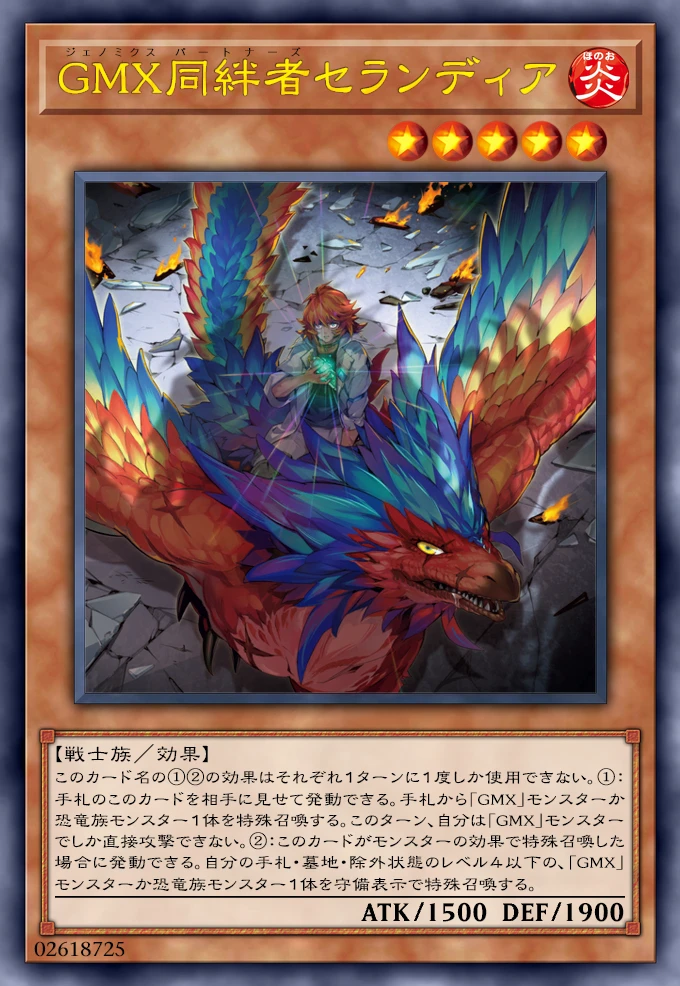 ジェノミクス パートナーズ
GMX同絆者セランディア
ほのお
炎
【戦士族／効果】
このカード名の①②の効果はそれぞれ1ターンに1度しか使用できない。①：
手札のこのカードを相手に見せて発動できる。手札から「GMX」モンスターか
恐竜族モンスター1体を特殊召喚する。このターン、自分は「GMX」モンスター
でしか直接攻撃できない。②：このカードがモンスターの効果で特殊召喚した
場合に発動できる。自分の手札・墓地・除外状態のレベル4以下の、「GMX」
モンスターか恐竜族モンスター1体を守備表示で特殊召喚する。
ATK/1500 DEF/1900
02618725